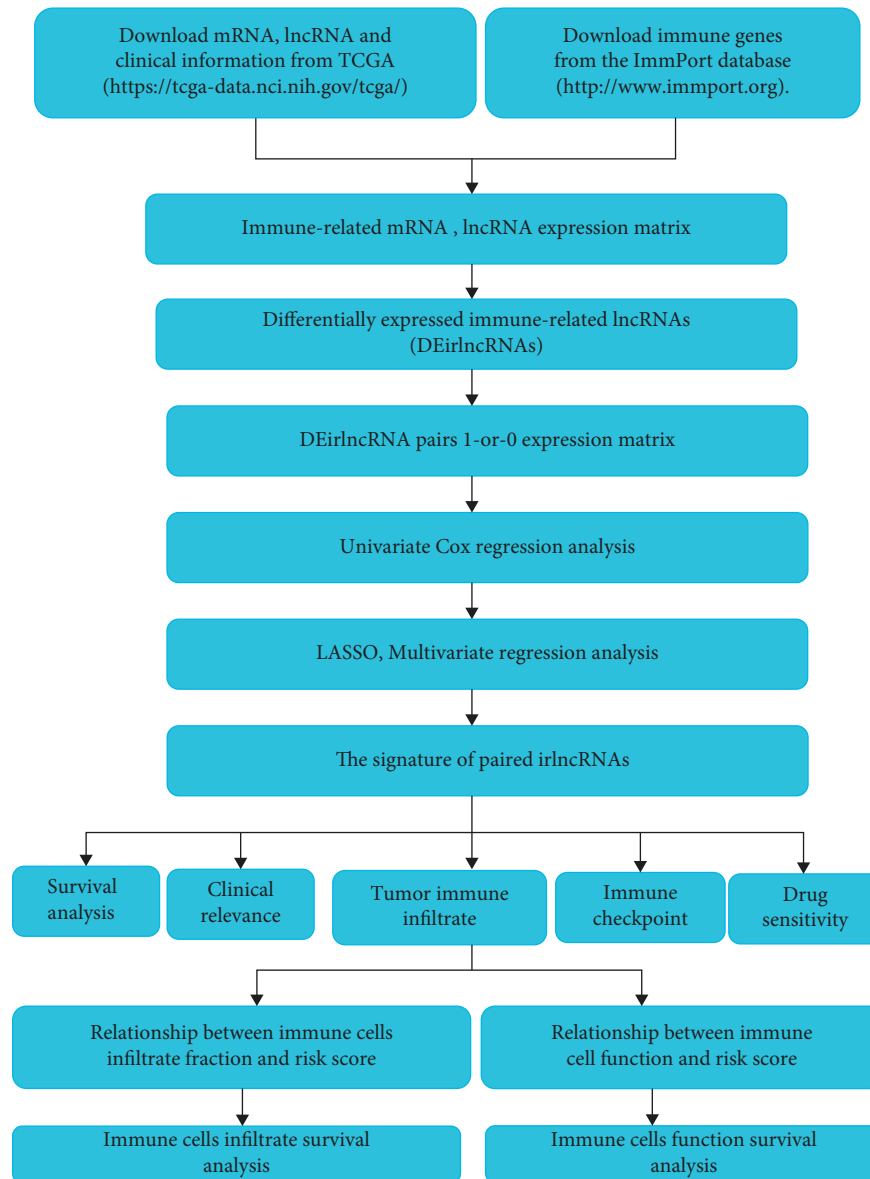 Download mRNA, lncRNA and
clinical information from TCGA
(https://tcga-data.nci.nih.gov/tcga/)
Download immune genes
from the ImmPort database
(http://www.immport.org).
Immune-related mRNA , lncRNA expression matrix
Differentially expressed immune-related lncRNAs
(DEirlncRNAs)
DEirlncRNA pairs 1-or-0 expression matrix
Univariate Cox regression analysis
LASSO, Multivariate regression analysis
The signature of paired irlncRNAs
Survival
analysis
Clinical
relevance
Tumor immune
infiltrate
Immune
checkpoint
Drug
sensitivity
Relationship between immune cells
infiltrate fraction and risk score
Relationship between immune
cell function and risk score
Immune cells infiltrate survival
analysis
Immune cells function survival
analysis